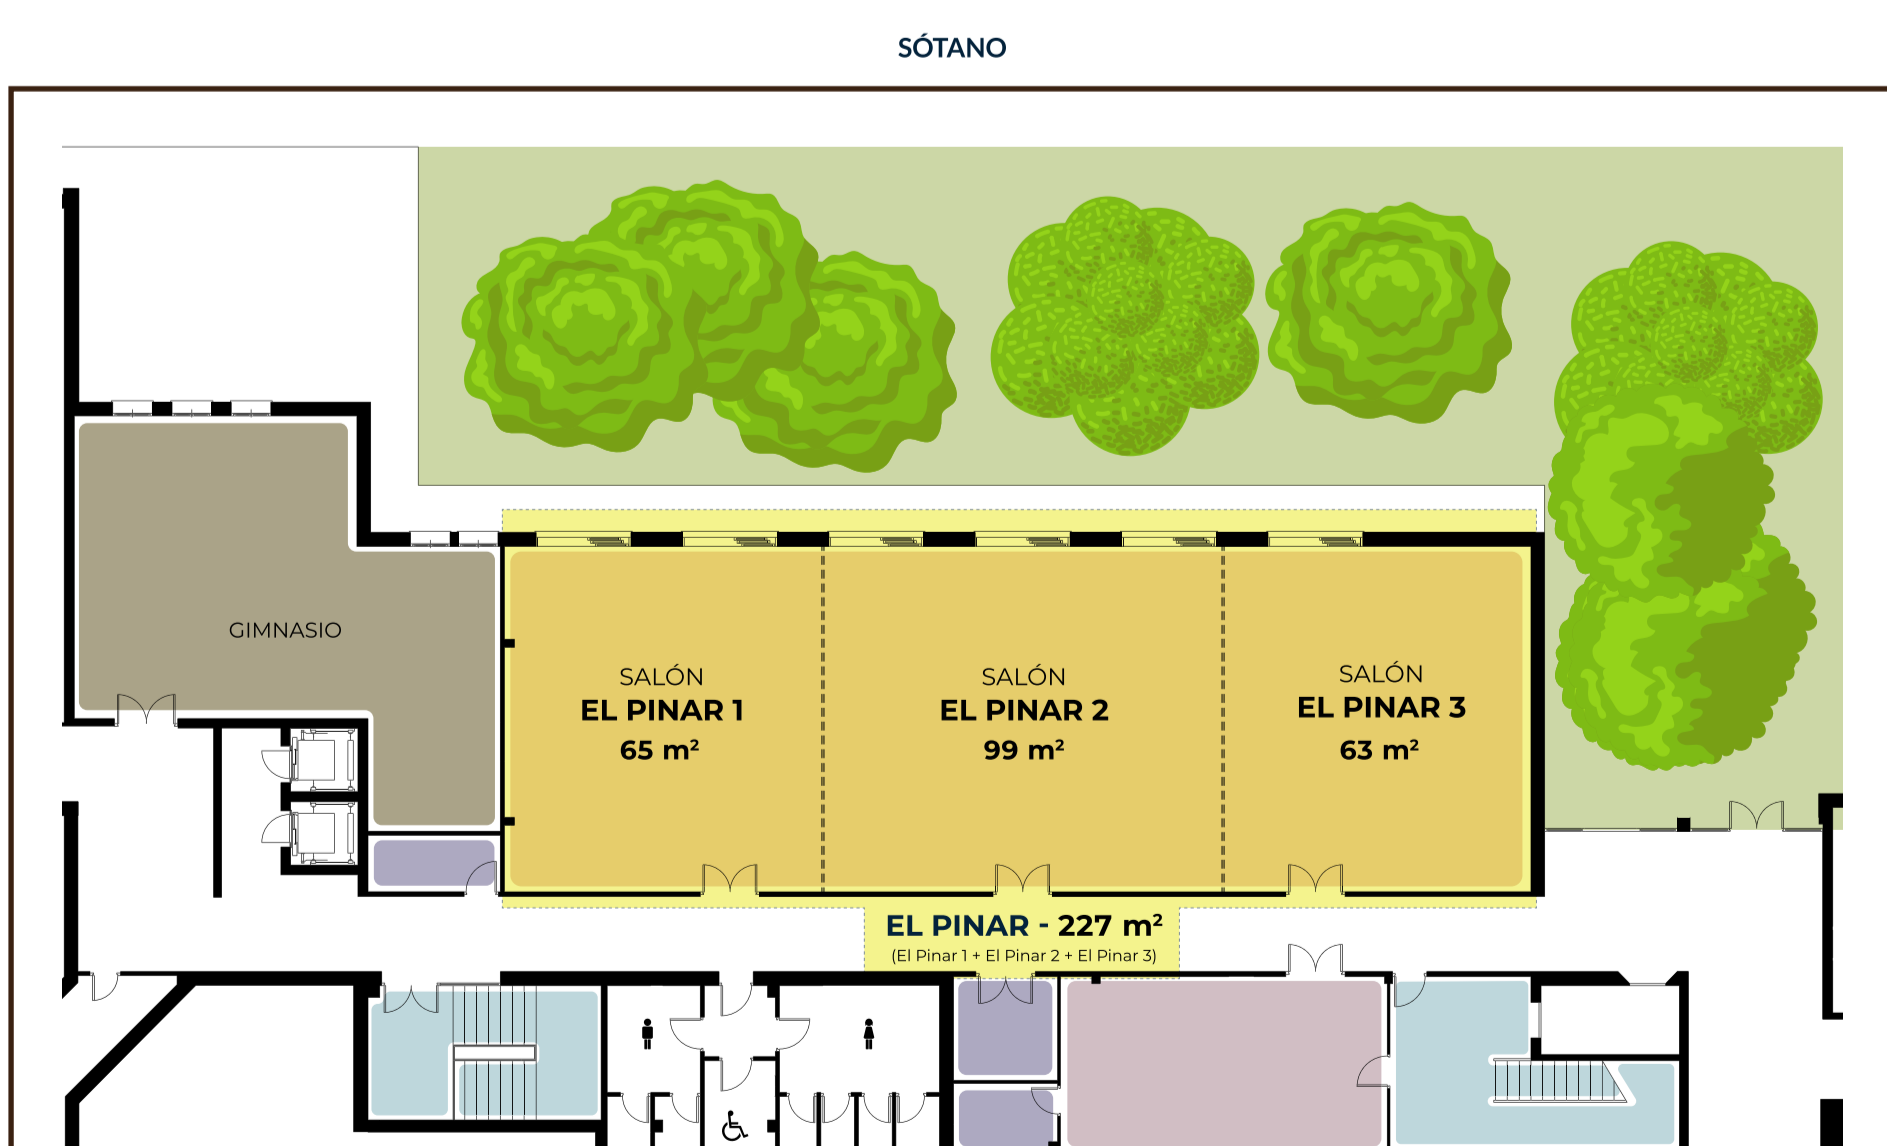 SÓTANO
GIMNASIO
SALÓN
EL PINAR 1
65 m²
SALÓN
EL PINAR 2
99 m²
SALÓN
EL PINAR 3
63 m²
EL PINAR - 227 m²
(El Pinar 1 + El Pinar 2 + El Pinar 3)